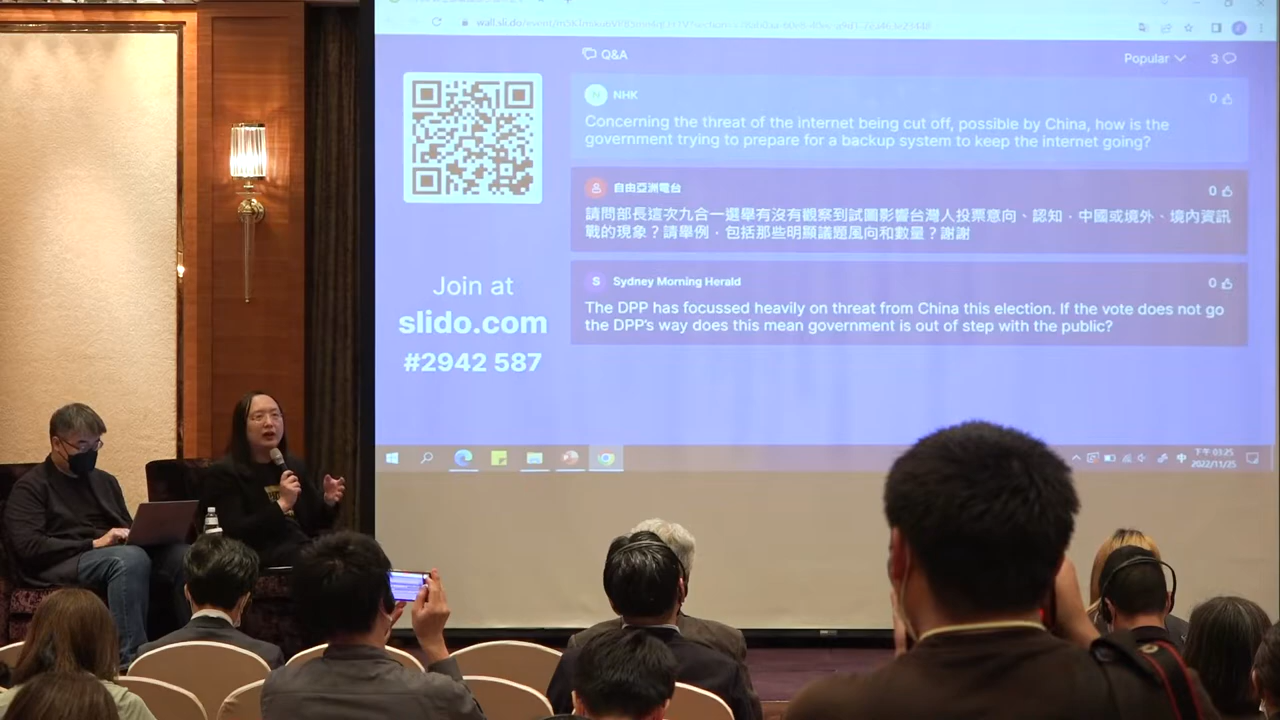 Q&A
Popular
3
N
NHK
0
Concerning the threat of the internet being cut off, possible by China, how is the
government trying to prepare for a backup system to keep the internet going?
自由亞洲電台
0
請問部長這次九合一選舉有沒有觀察到試圖影響台灣人投票意向、認知,中國或境外、境內資訊
戰的現象?請舉例,包括那些明顯議題風向和數量?謝謝
S
Sydney Morning Herald
0
The DPP has focussed heavily on threat from China this election. If the vote does not go
the DPP's way does this mean government is out of step with the public?
Join at
slido.com
#2942 587
中
下午 03:25
2022/11/25